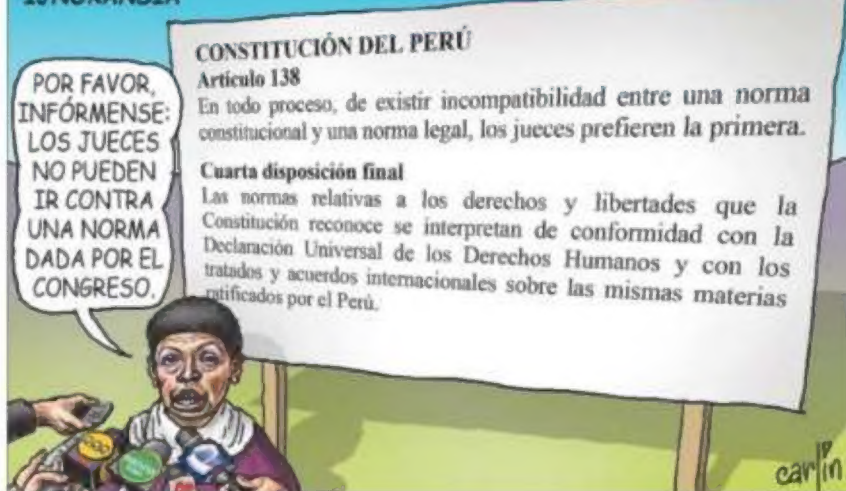 POR FAVOR,
INFÓRMENSE:
LOS JUECES
NO PUEDEN
IR CONTRA
UNA NORMA
DADA POR EL
CONGRESO.
CONSTITUCIÓN DEL PERÚ
Artículo 138
En todo proceso, de existir incompatibilidad entre una norma
constitucional y una norma legal, los jueces prefieren la primera.
Cuarta disposición final
Las normas relativas a los derechos y libertades que la
Constitución reconoce se interpretan de conformidad con la
Declaración Universal de los Derechos Humanos y con los
tratados y acuerdos internacionales sobre las mismas materias
ratificados por el Perú.
carlín